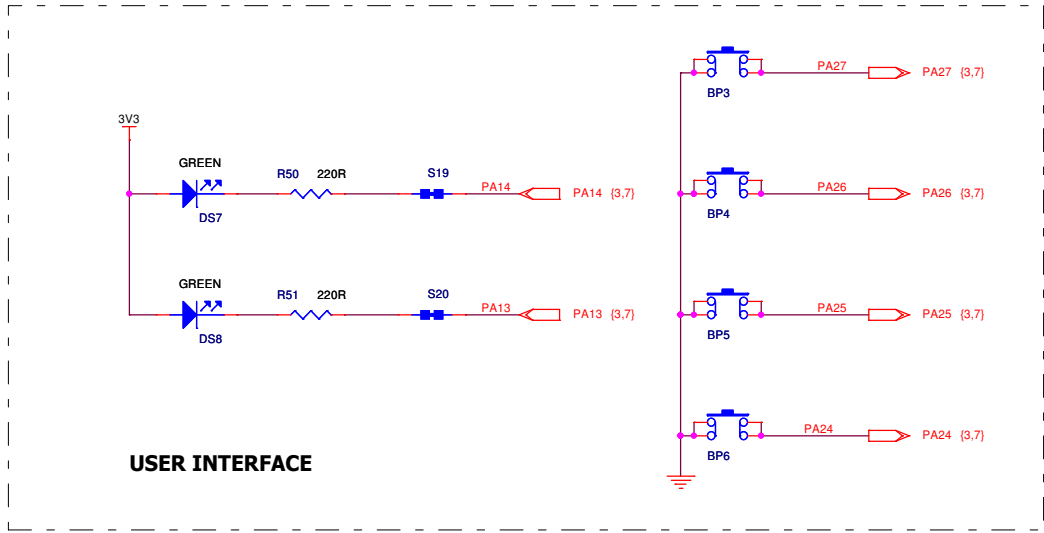 PA27 PA27 {3,7}
BP3
3V3
GREEN
R50 220R S19 PA14 PA14 {3,7}
DS7
PA26 PA26 {3,7}
BP4
GREEN
R51 220R S20 PA13 PA13 {3,7}
DS8
PA25 PA25 {3,7}
BP5
PA24 PA24 {3,7}
BP6
USER INTERFACE